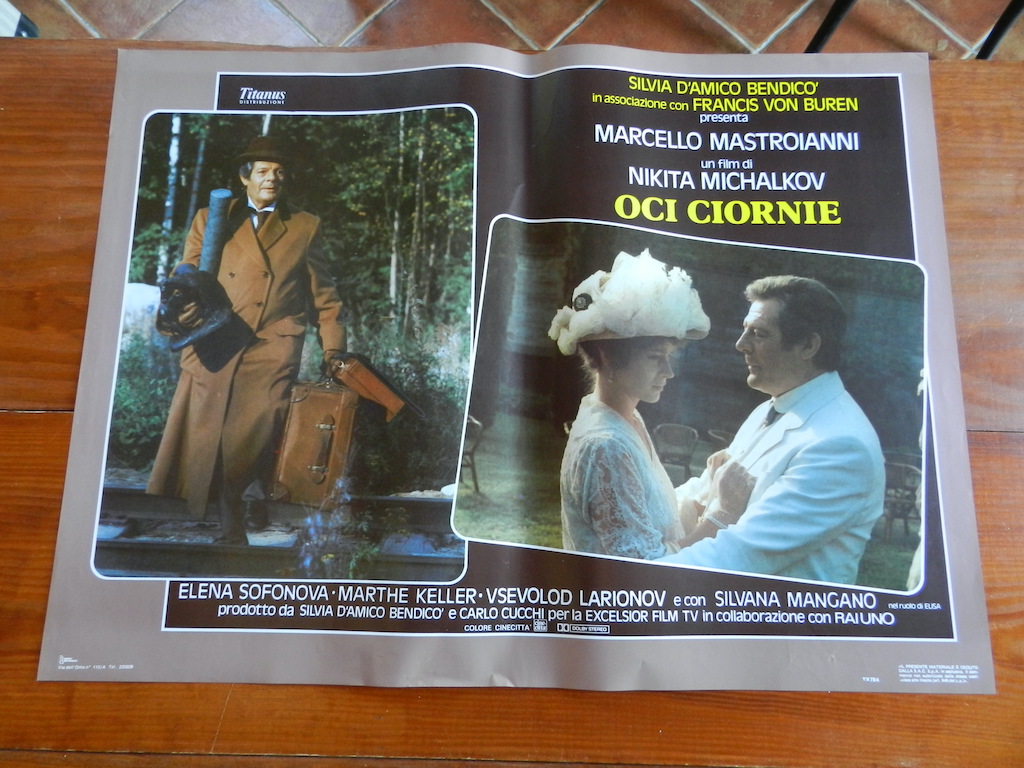 Titanus
DISTRIBUZIONE
SILVIA D'AMICO BENDICO'
in associazione con FRANCIS VON BUREN
presenta
MARCELLO MASTROIANNI
un film di
NIKITA MICHALKOV
OCI CIORNIE
ELENA SOFONOVA · MARTHE KELLER · VSEVOLOD LARIONOV e con SILVANA MANGANO nel ruolo di ELISA
prodotto da SILVIA D'AMICO BENDICO' e CARLO CUCCHI per la EXCELSIOR FILM TV in collaborazione con RAIUNO
COLORE CINECITTA' DOLBY STEREO